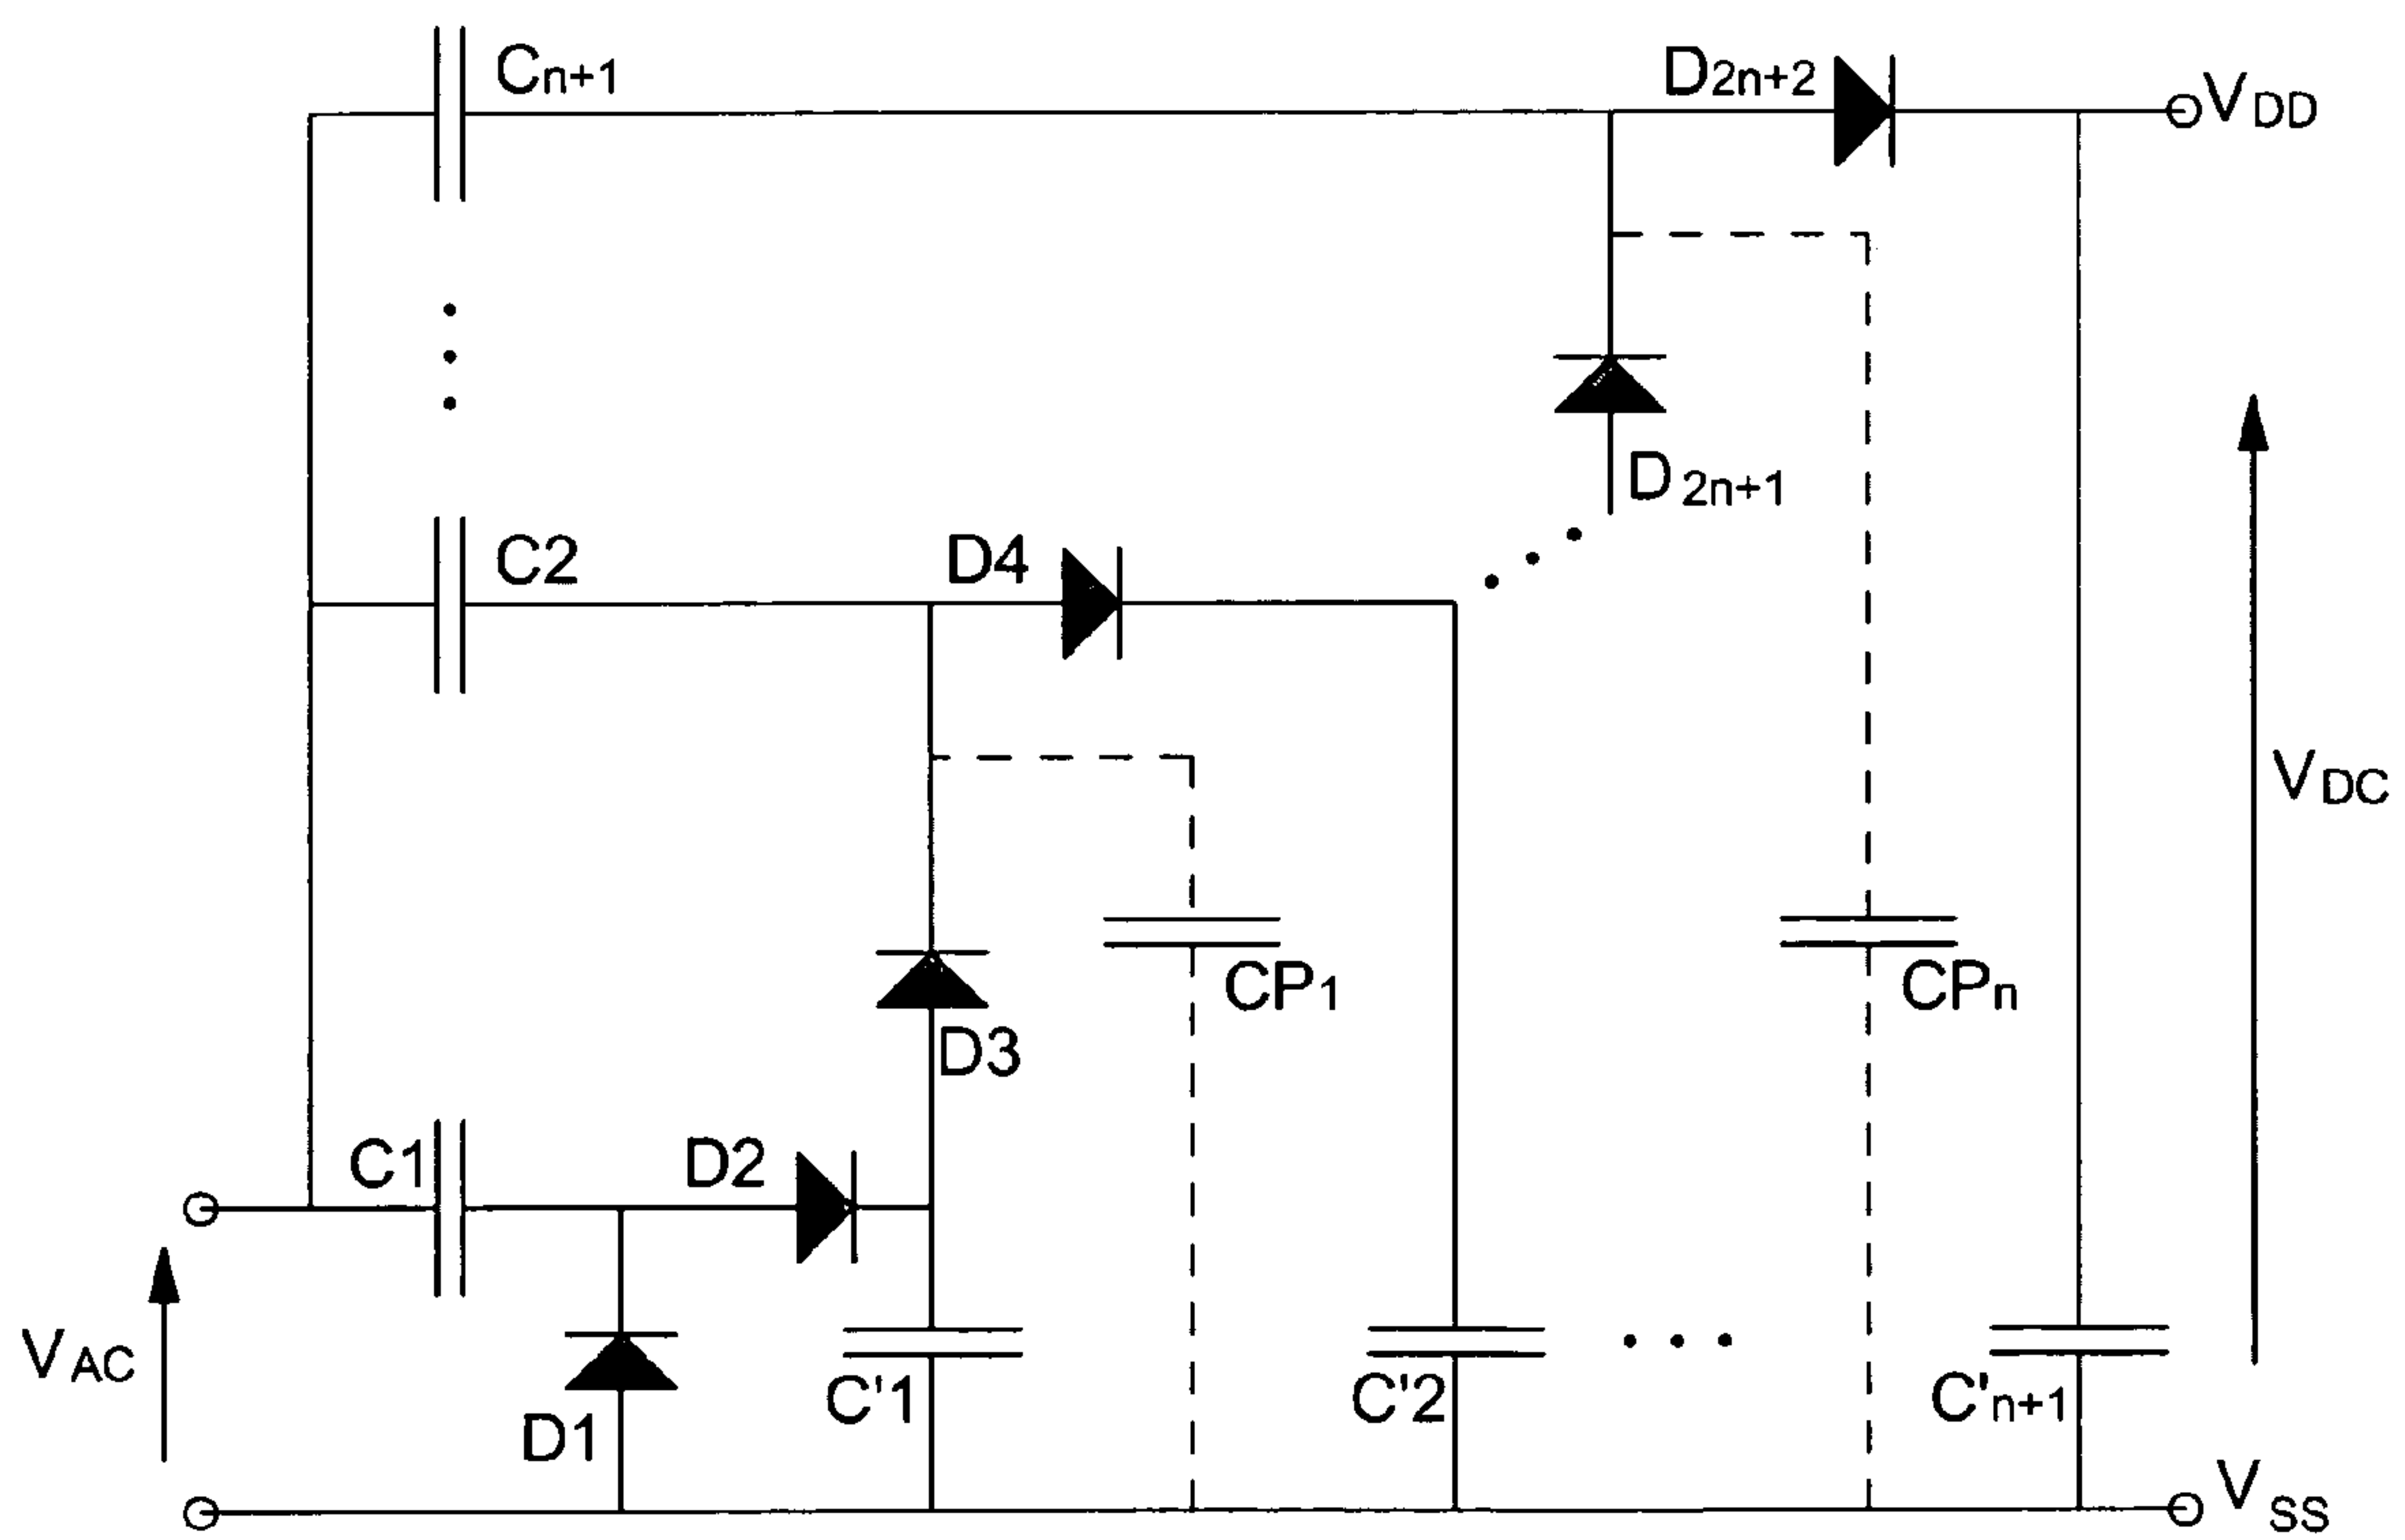 Cn+1
D2n+2
VDD
D2n+1
C2
D4
VDC
CP1
CPn
D3
C1
D2
VAC
D1
C'1
C'2
C'n+1
VSS